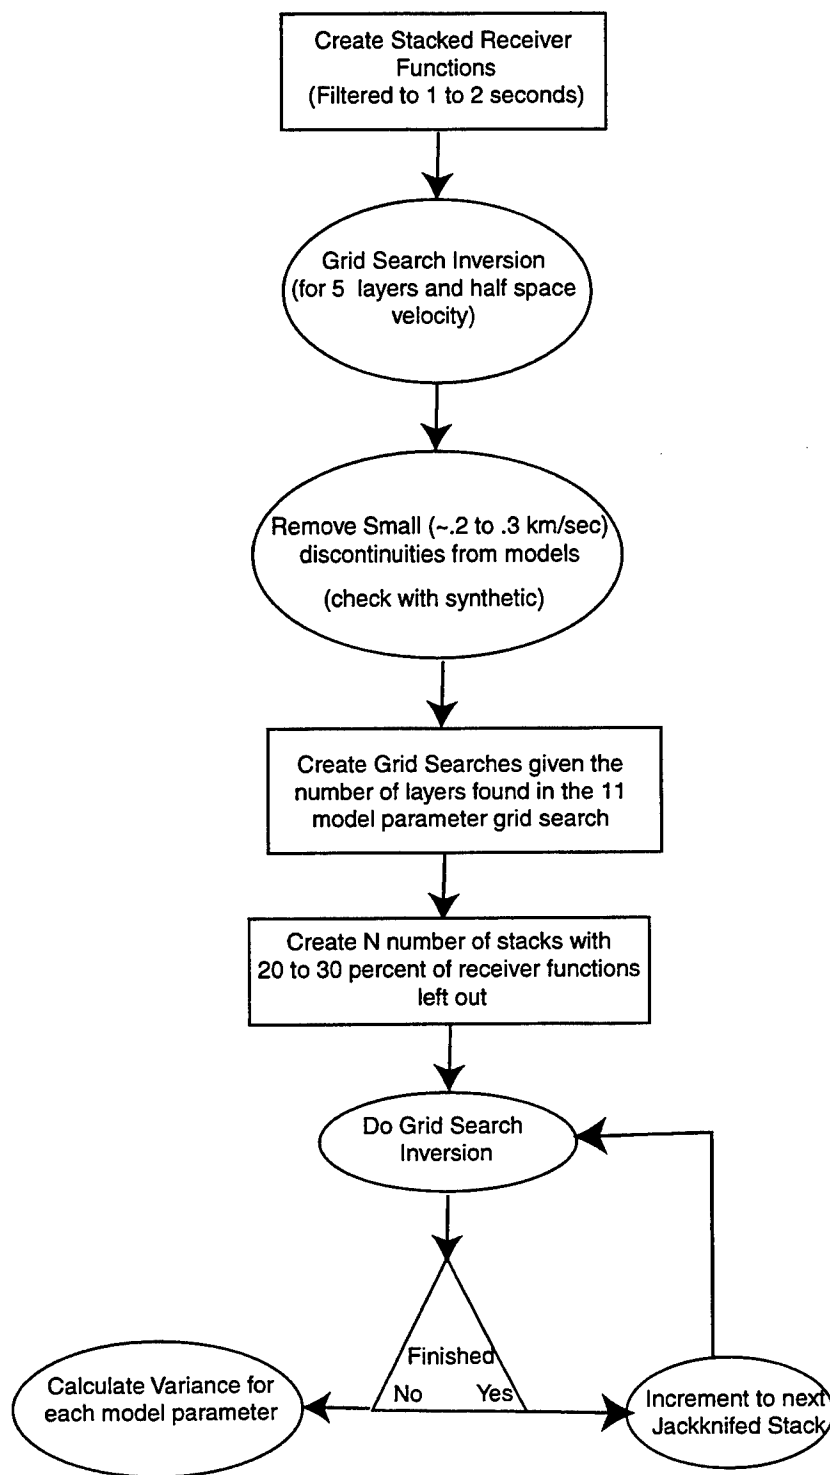 Create Stacked Receiver
Functions
(Filtered to 1 to 2 seconds)
Grid Search Inversion
(for 5 layers and half space
velocity)
Remove Small (~.2 to .3 km/sec)
discontinuities from models
(check with synthetic)
Create Grid Searches given the
number of layers found in the 11
model parameter grid search
Create N number of stacks with
20 to 30 percent of receiver functions
left out
Do Grid Search
Inversion
Finished
No Yes
Calculate Variance for
each model parameter
Increment to next
Jackknifed Stack